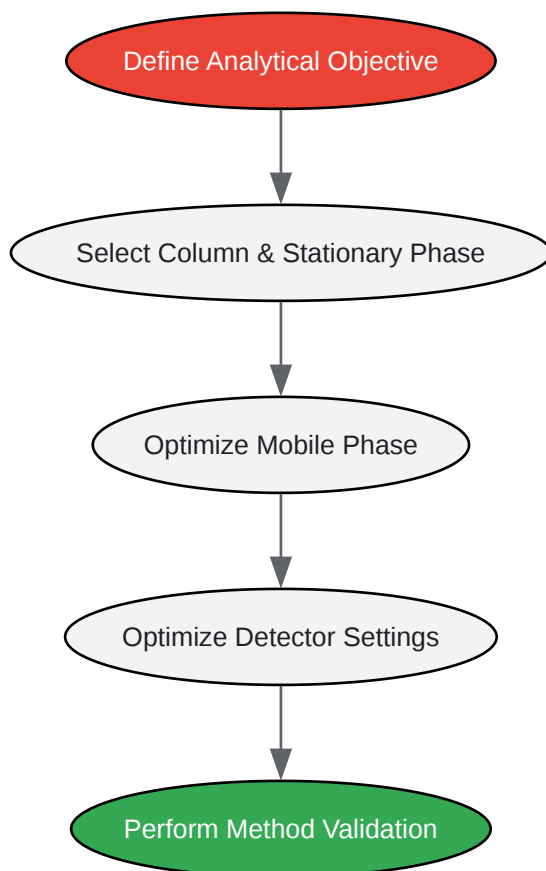 Define Analytical Objective
Select Column & Stationary Phase
Optimize Mobile Phase
Optimize Detector Settings
Perform Method Validation